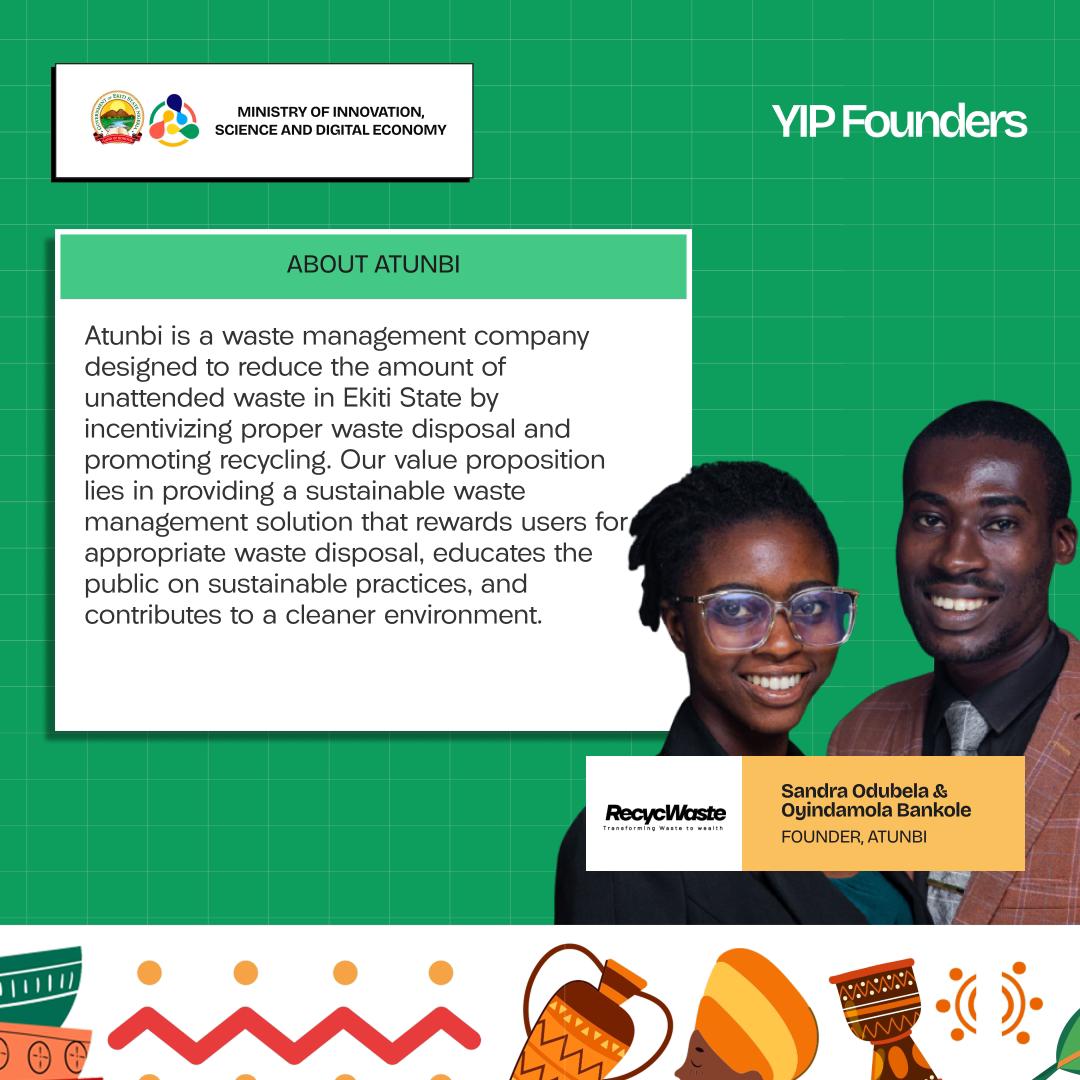 MINISTRY OF INNOVATION,
SCIENCE AND DIGITAL ECONOMY
YIP Founders
ABOUT ATUNBI
Atunbi is a waste management company
designed to reduce the amount of
unattended waste in Ekiti State by
incentivizing proper waste disposal and
promoting recycling. Our value proposition
lies in providing a sustainable waste
management solution that rewards users for
appropriate waste disposal, educates the
public on sustainable practices, and
contributes to a cleaner environment.
RecycWaste
Transforming Waste to wealth
Sandra Odubela &
Oyindamola Bankole
FOUNDER, ATUNBI